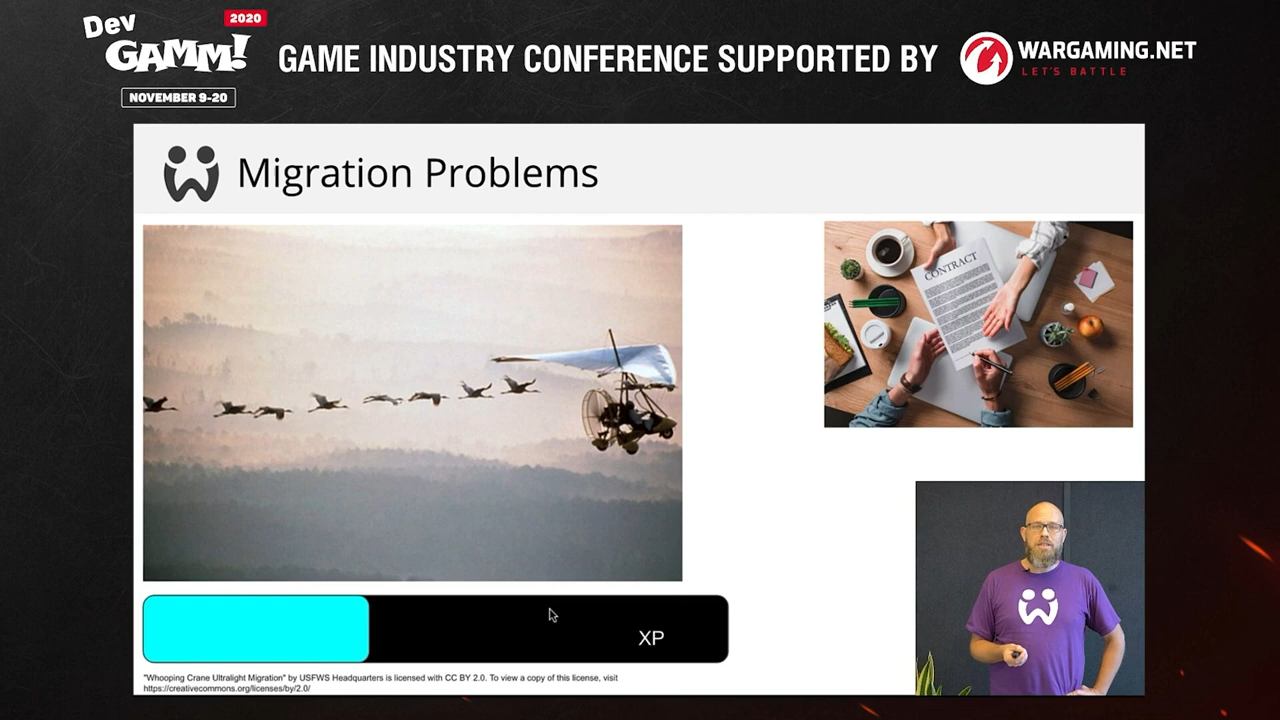 Dev
GAMM!
2020
NOVEMBER 9-20
GAME INDUSTRY CONFERENCE SUPPORTED BY
WARGAMING.NET
LET'S BATTLE
Migration Problems
CONTRACT
XP
"Whooping Crane Ultralight Migration" by USFWS Headquarters is licensed with CC BY 2.0. To view a copy of this license, visit
https://creativecommons.org/licenses/by/2.0/